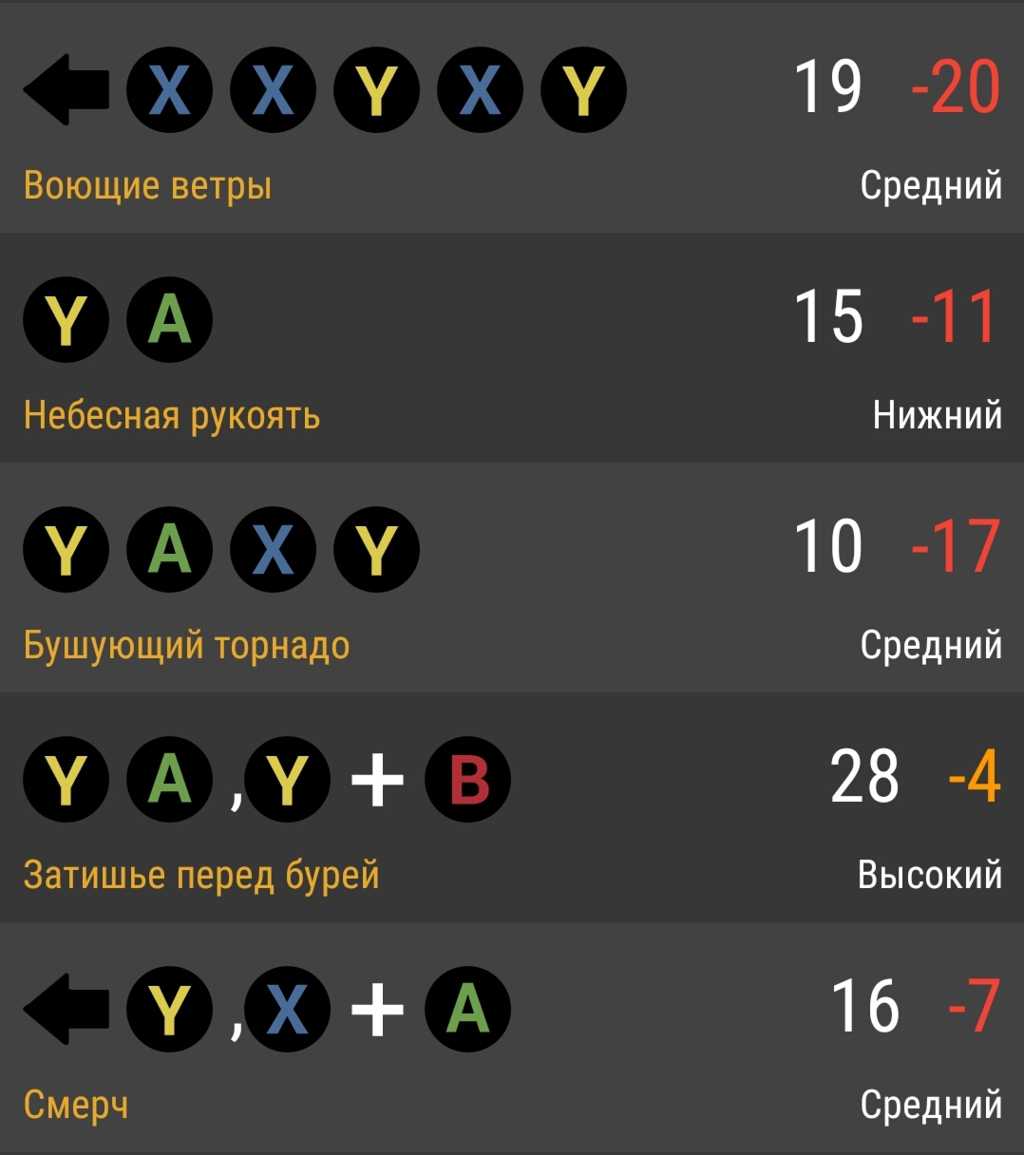 X X Y X Y 19 -20
Воющие ветры Средний
Y A 15 -11
Небесная рукоять Нижний
Y A X Y 10 -17
Бушующий торнадо Средний
Y A ,Y + B 28 -4
Затишье перед бурей Высокий
Y ,X + A 16 -7
Смерч Средний